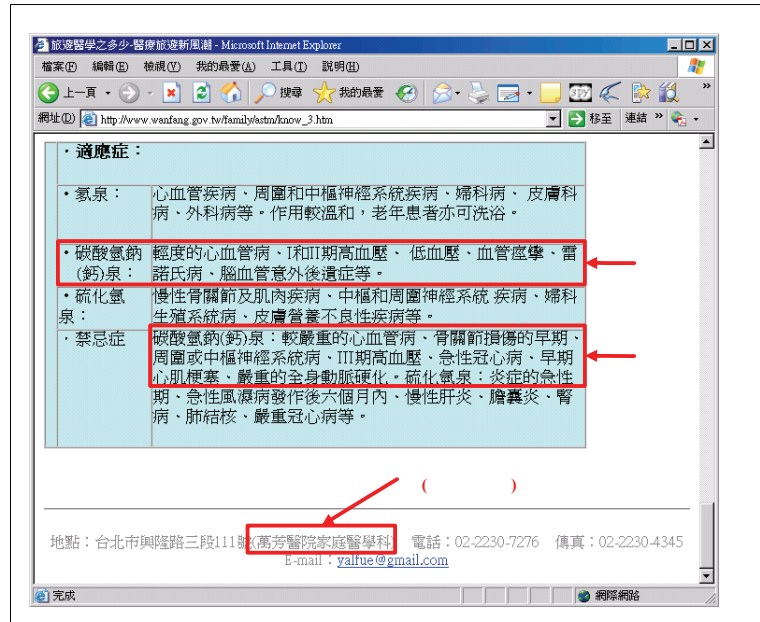 旅遊醫學之多少-醫療旅遊新風潮 - Microsoft Internet Explorer
檔案(F) 編輯(E) 檢視(V) 我的最愛(A) 工具(T) 說明(H)
上一頁 搜尋 我的最愛 »
網址(D) http://www.wanfang.gov.tw/family/astm/know_3.htm 移至 連結 »
・適應症：
・氡泉： 心血管疾病、周圍和中樞神經系統疾病、婦科病、 皮膚科
病、外科病等。作用較溫和，老年患者亦可洗浴。
・碳酸氫鈉 輕度的心血管病、I和II期高血壓、 低血壓、血管痙攣、雷
(鈣)泉： 諾氏病、腦血管意外後遺症等。
・硫化氫 慢性骨關節及肌肉疾病、中樞和周圍神經系統 疾病、婦科
泉： 生殖系統病、皮膚營養不良性疾病等。
・禁忌症 碳酸氫鈉(鈣)泉：較嚴重的心血管病、骨關節損傷的早期、
周圍或中樞神經系統病、III期高血壓、急性冠心病、早期
心肌梗塞、嚴重的全身動脈硬化。硫化氫泉：炎症的急性
期、急性風濕病發作後六個月內、慢性肝炎、膽囊炎、腎
病、肺結核、嚴重冠心病等。
( )
地點：台北市興隆路三段111號(萬芳醫院家庭醫學科) 電話：02-2230-7276 傳真：02-2230-4345
E-mail：yalfue@gmail.com
完成 網際網路